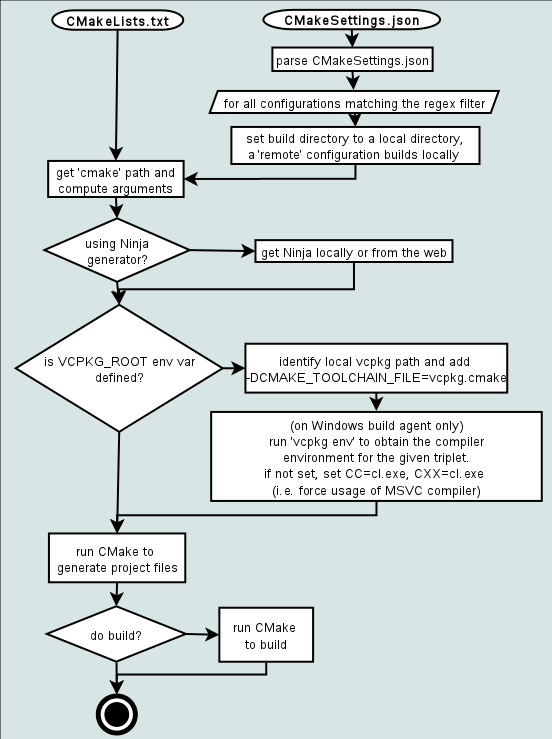 CMakeLists.txt
CMakeSettings.json
parse CMakeSettings.json
for all configurations matching the regex filter
set build directory to a local directory,
a 'remote' configuration builds locally
get 'cmake' path and
compute arguments
using Ninja
generator?
get Ninja locally or from the web
is VCPKG_ROOT env var
defined?
identify local vcpkg path and add
-DCMAKE_TOOLCHAIN_FILE=vcpkg.cmake
(on Windows build agent only)
run 'vcpkg env' to obtain the compiler
environment for the given triplet.
if not set, set CC=cl.exe, CXX=cl.exe
(i.e. force usage of MSVC compiler)
run CMake to
generate project files
do build?
run CMake
to build